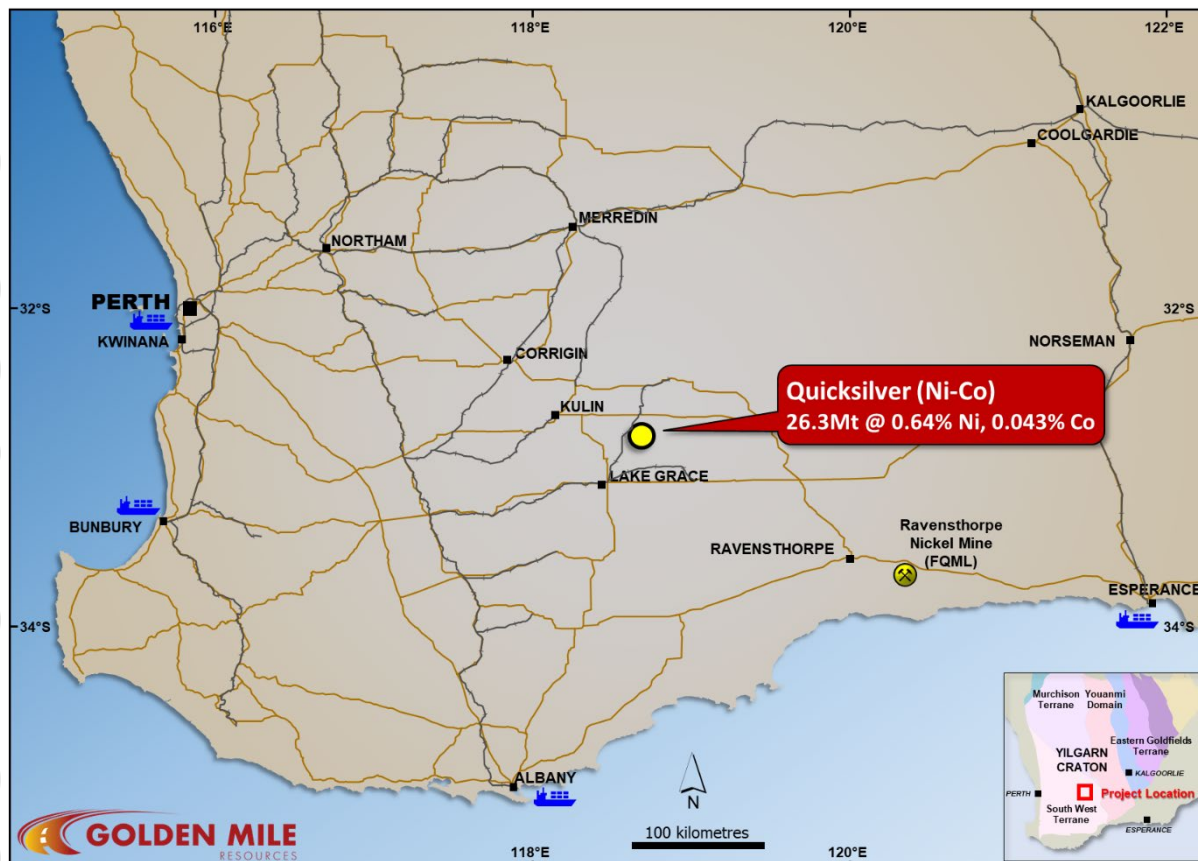 116°E
118°E
120°E
122°E
KALGOORLIE
COOLGARDIE
MERREDIN
NORTHAM
PERTH
32°S
32°S
KWINANA
NORSEMAN
CORRIGIN
Quicksilver (Ni-Co)
26.3Mt @ 0.64% Ni, 0.043% Co
KULIN
LAKE GRACE
BUNBURY
Ravensthorpe
Nickel Mine
(FQML)
RAVENSTHORPE
ESPERANCE
34°S
34°S
ALBANY
N
100 kilometres
118°E
120°E
GOLDEN MILE
RESOURCES
Murchison
Terrane
Youanmi
Domain
Eastern Goldfields
Terrane
YILGARN
CRATON
KALGOORLIE
PERTH
Project Location
South West
Terrane
ESPERANCE